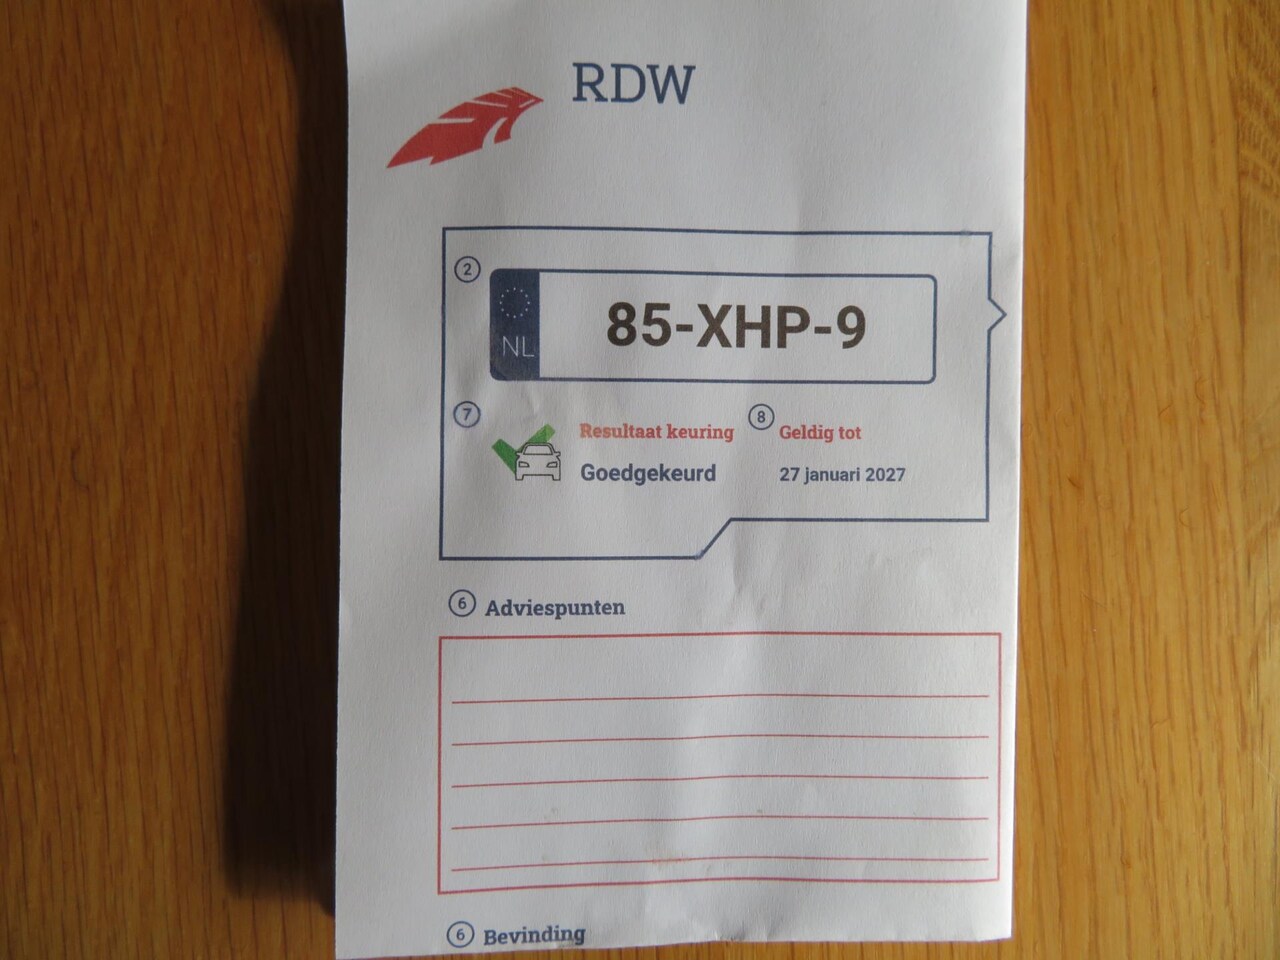 RDW
2
NL
85-XHP-9
7
Resultaat keuring
8
Geldig tot
Goedgekeurd
27 januari 2027
6 Adviespunten
6 Bevinding